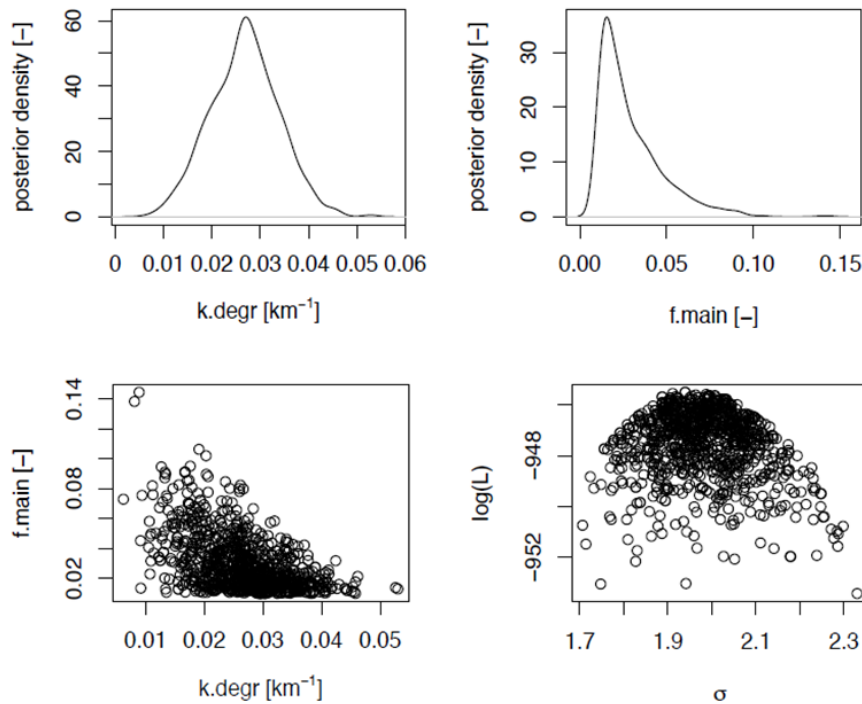 posterior density [−]
0 20 40 60
0 0.01 0.02 0.03 0.04 0.05 0.06
k.degr [km⁻¹]
posterior density [−]
0 10 30
0.00 0.05 0.10 0.15
f.main [−]
f.main [−]
0.02 0.08 0.14
0.01 0.02 0.03 0.04 0.05
k.degr [km⁻¹]
log(L)
−952 −948
1.7 1.9 2.1 2.3
σ